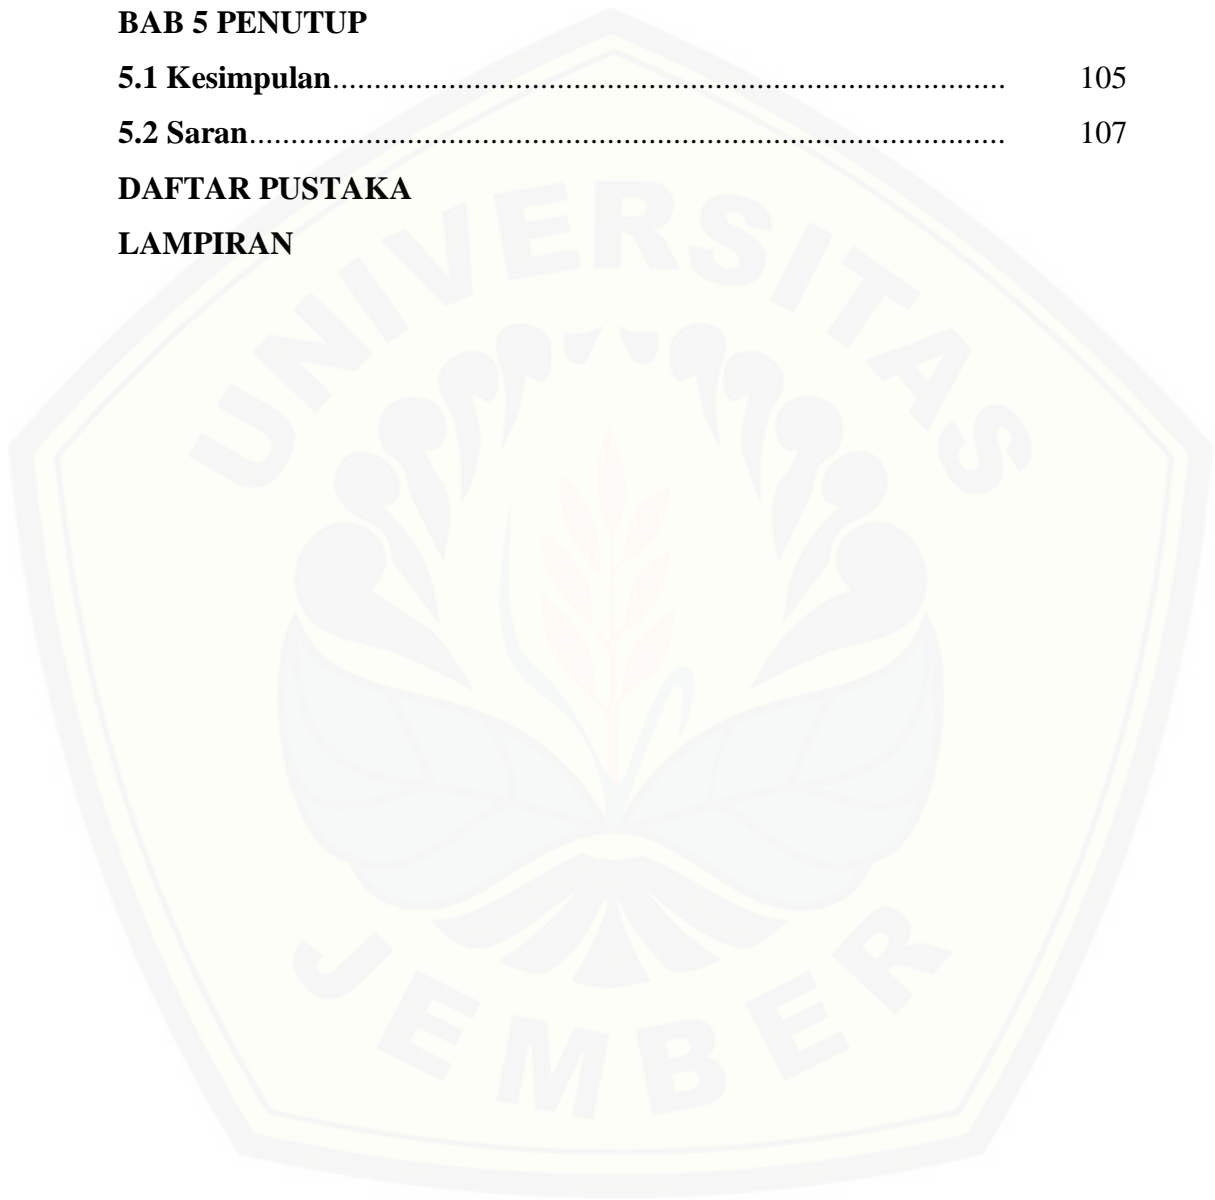 BAB 5 PENUTUP
5.1 Kesimpulan................................................................................. 105
5.2 Saran........................................................................................... 107
DAFTAR PUSTAKA
LAMPIRAN
UNIVERSITAS
JEMBER